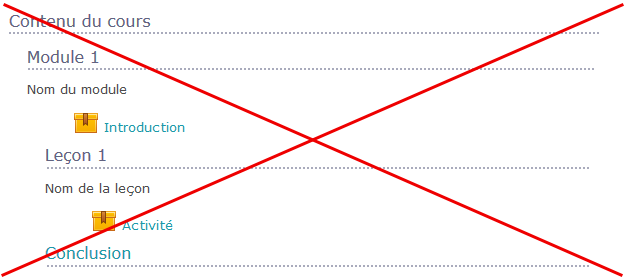 Contenu du cours
Module 1
Nom du module
Introduction
Leçon 1
Nom de la leçon
Activité
Conclusion